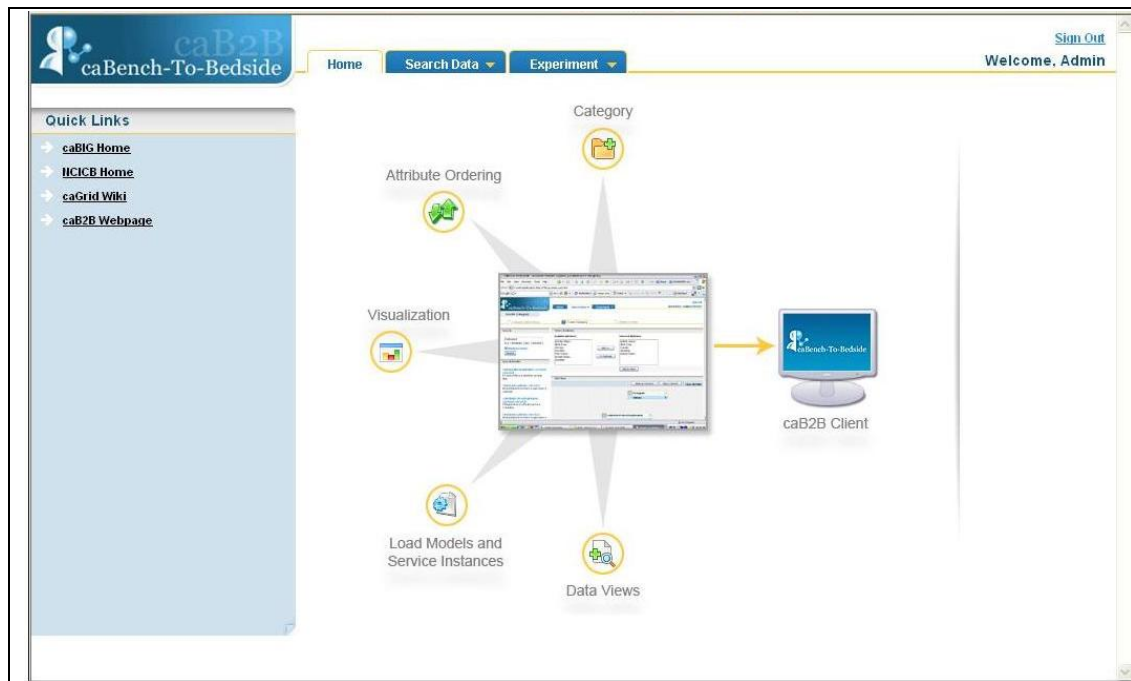 caB2B
caBench-To-Bedside
Home
Search Data
Experiment
Sign Out
Welcome, Admin
Quick Links
caBIG Home
NCICB Home
caGrid Wiki
caB2B Webpage
Category
Attribute Ordering
Visualization
Load Models and
Service Instances
Data Views
caBench-To-Bedside
caB2B Client